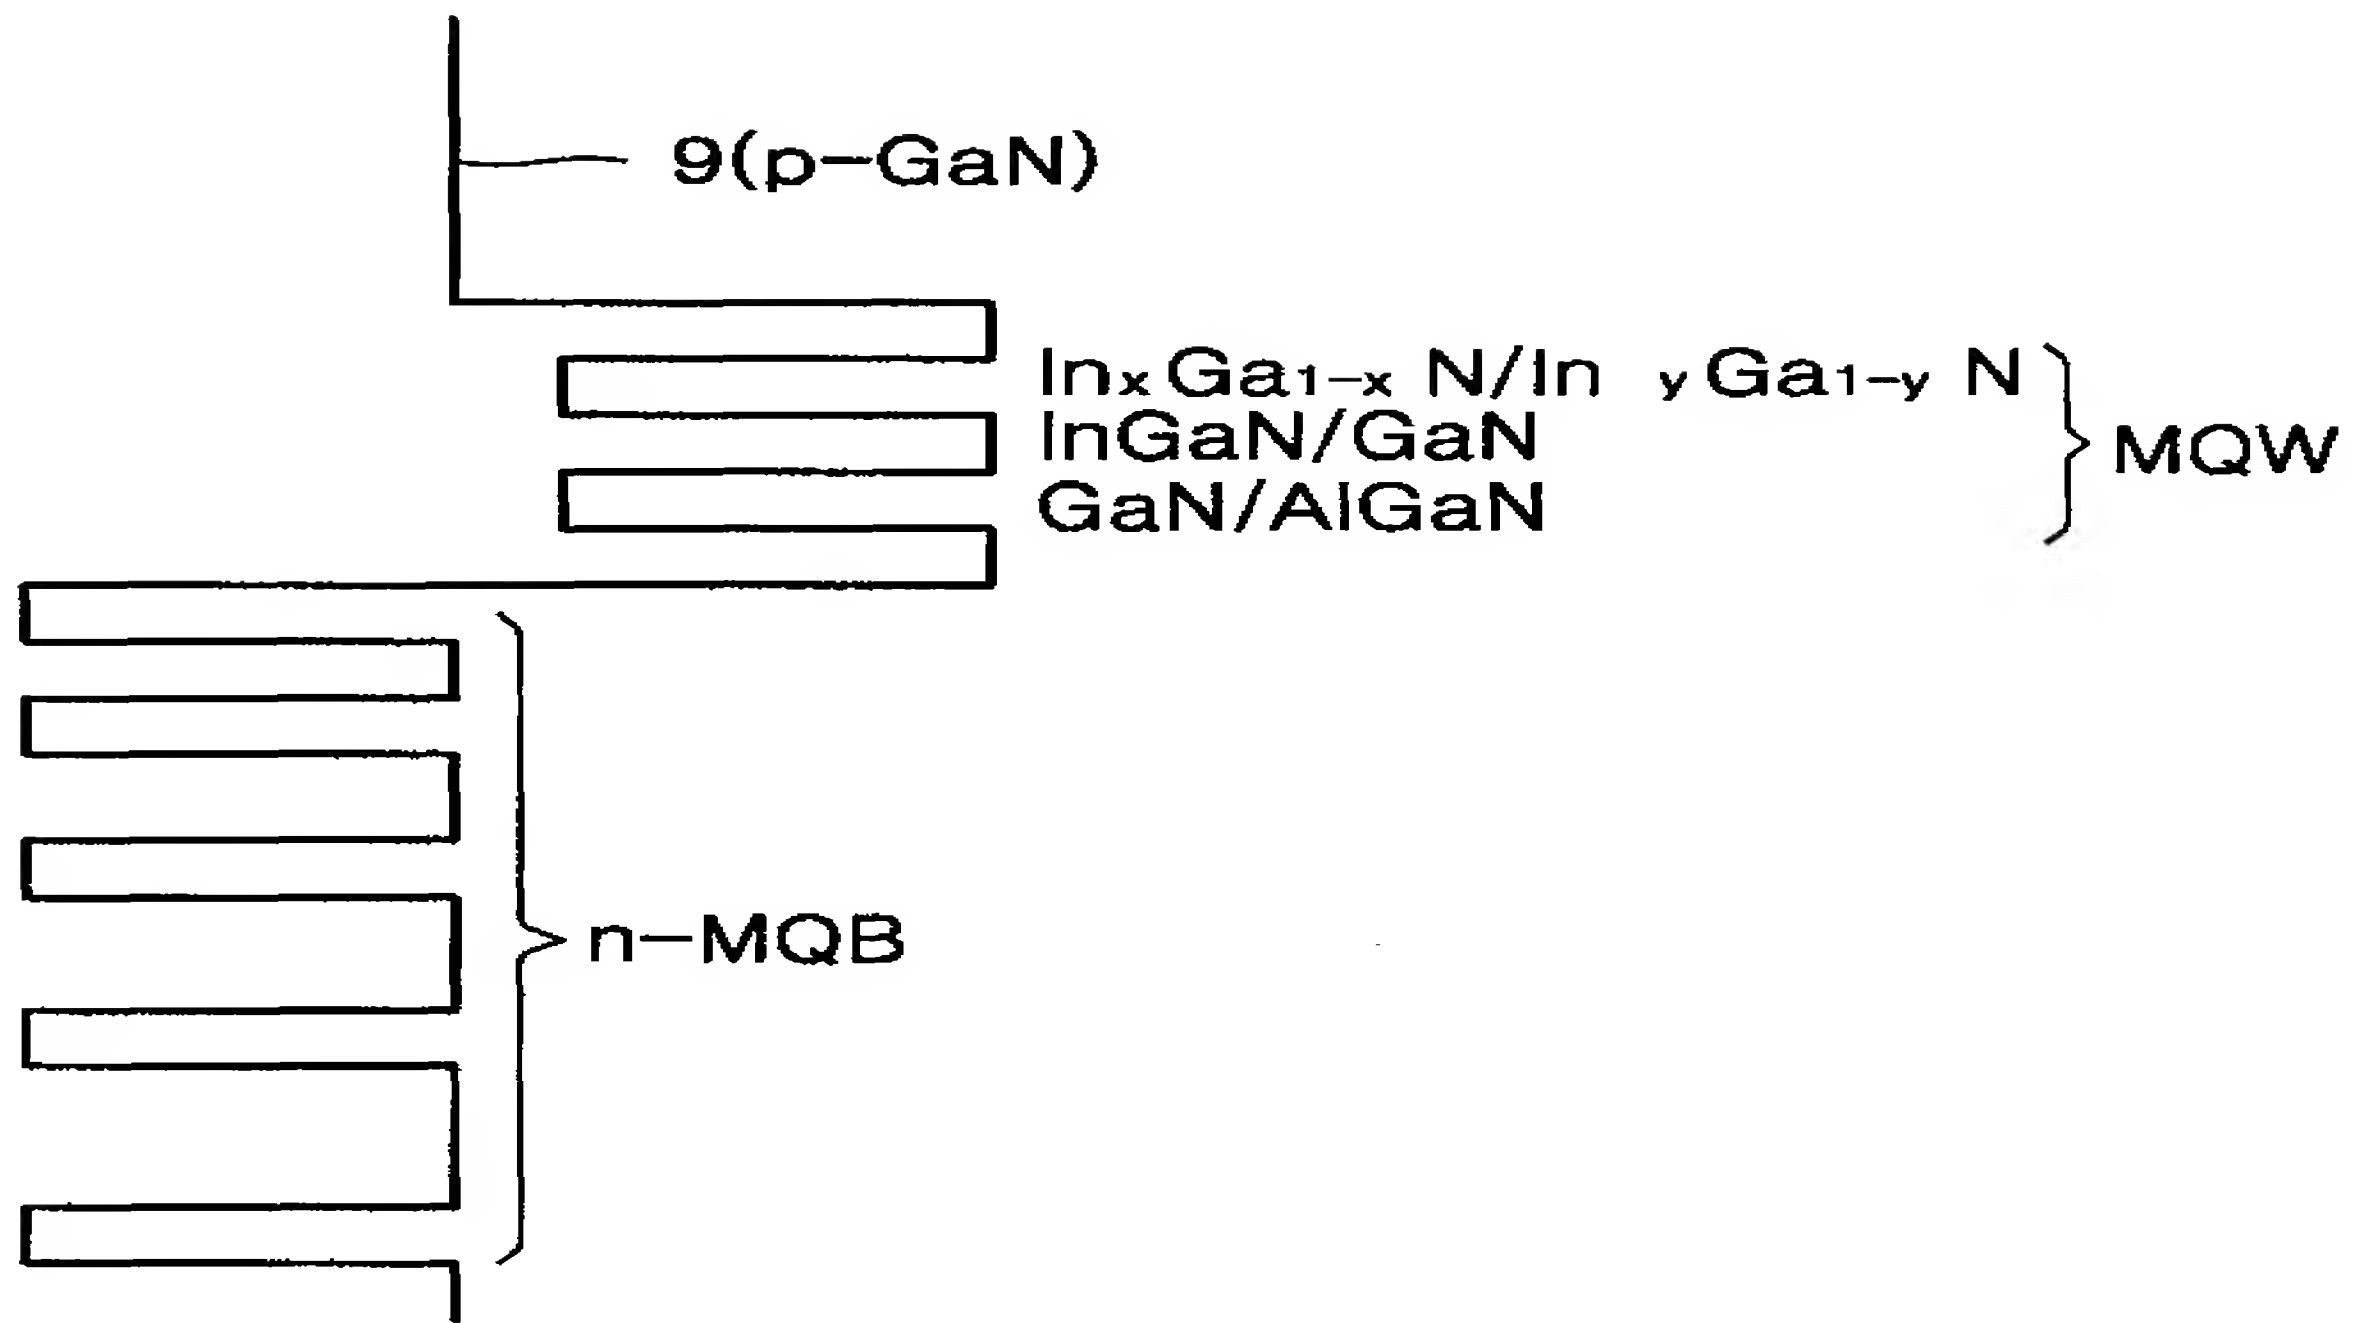 9(p-GaN)
InxGa1-x N/In yGa1-y N
InGaN/GaN
MQW
GaN/AlGaN
n-MQB